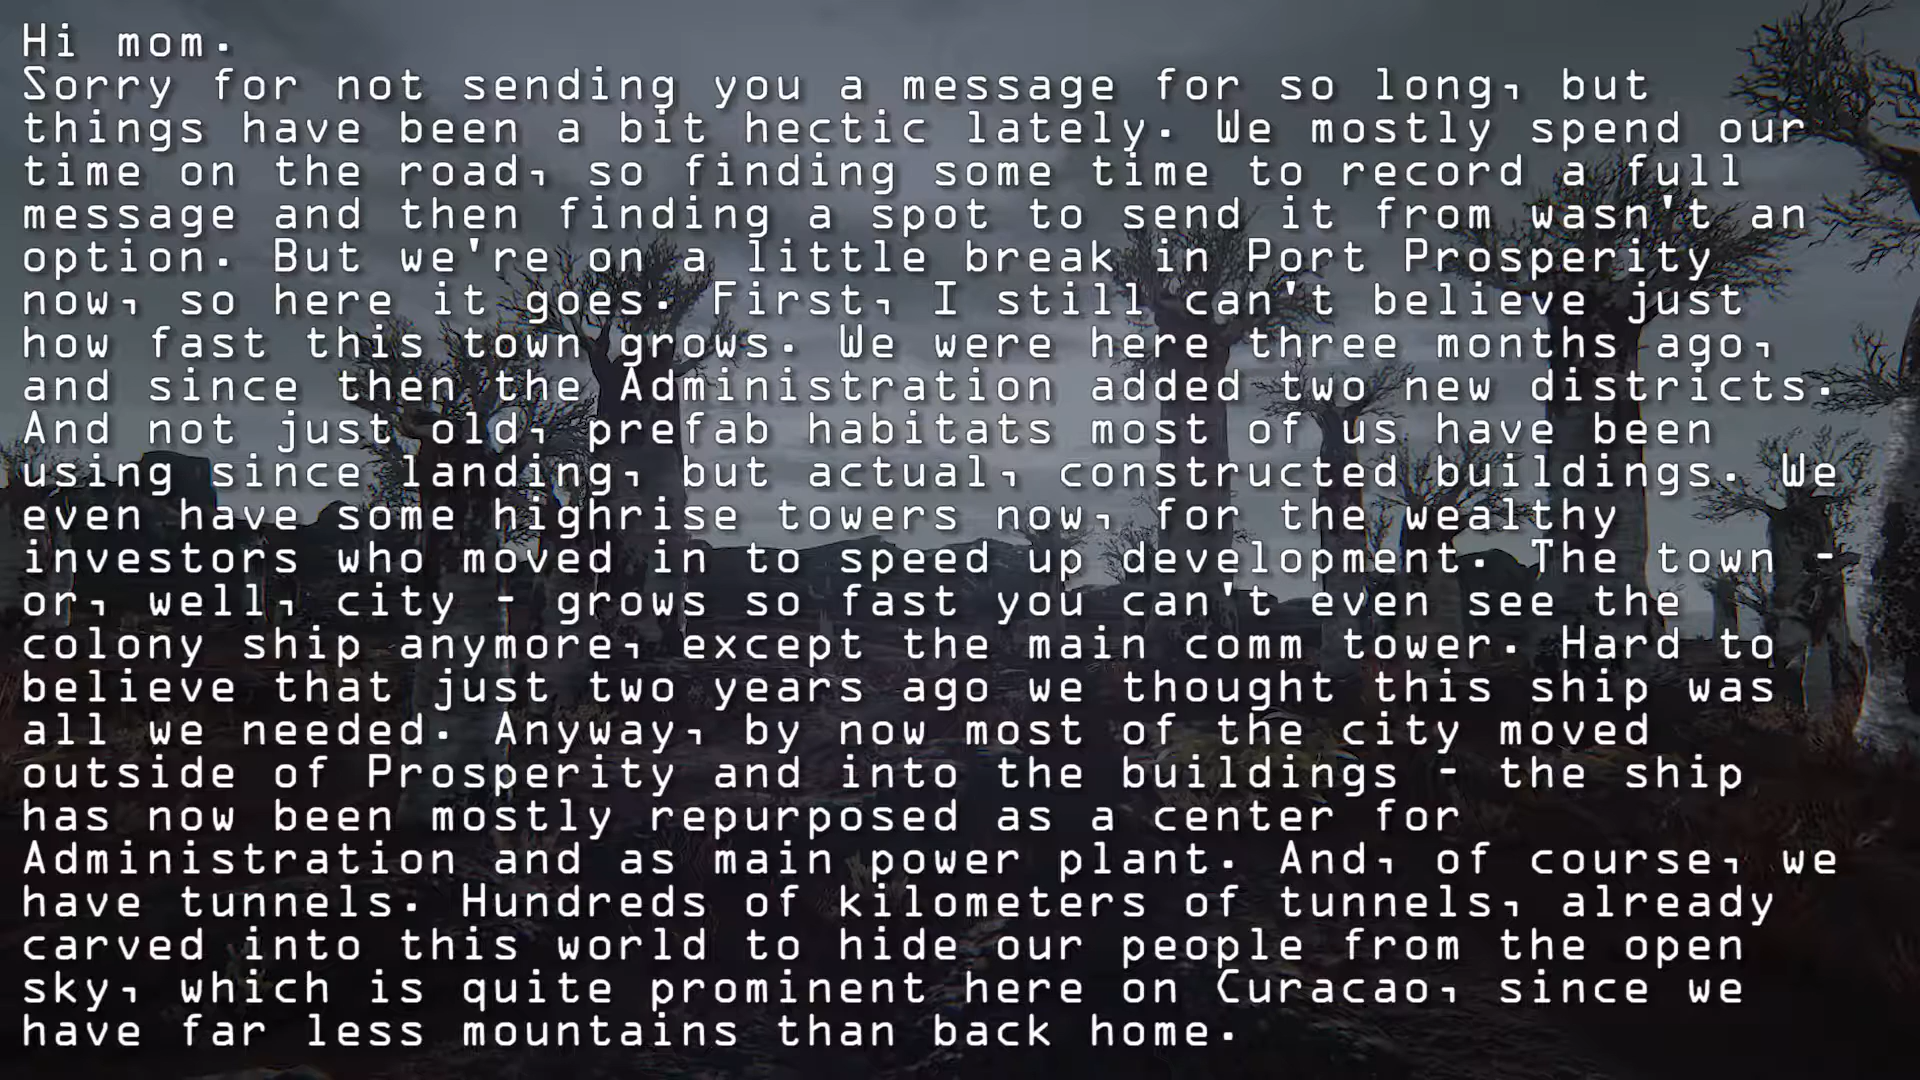 Hi mom.
Sorry for not sending you a message for so long, but
things have been a bit hectic lately. We mostly spend our
time on the road, so finding some time to record a full
message and then finding a spot to send it from wasn't an
option. But we're on a little break in Port Prosperity
now, so here it goes. First, I still can't believe just
how fast this town grows. We were here three months ago,
and since then the Administration added two new districts.
And not just old, prefab habitats most of us have been
using since landing, but actual, constructed buildings. We
even have some highrise towers now, for the wealthy
investors who moved in to speed up development. The town -
or, well, city - grows so fast you can't even see the
colony ship anymore, except the main comm tower. Hard to
believe that just two years ago we thought this ship was
all we needed. Anyway, by now most of the city moved
outside of Prosperity and into the buildings - the ship
has now been mostly repurposed as a center for
Administration and as main power plant. And, of course, we
have tunnels. Hundreds of kilometers of tunnels, already
carved into this world to hide our people from the open
sky, which is quite prominent here on Curacao, since we
have far less mountains than back home.